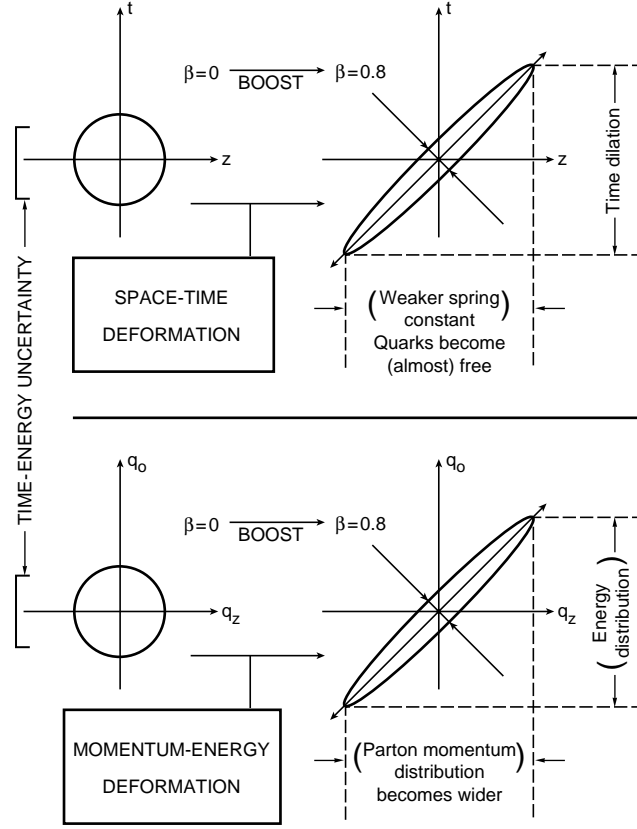 t
t
β=0
BOOST
β=0.8
z
z
Time dilation
SPACE-TIME
DEFORMATION
(Weaker spring)
constant
Quarks become
(almost) free
TIME-ENERGY UNCERTAINTY
qo
qo
β=0
BOOST
β=0.8
qz
qz
(Energy
distribution)
MOMENTUM-ENERGY
DEFORMATION
(Parton momentum)
distribution
becomes wider